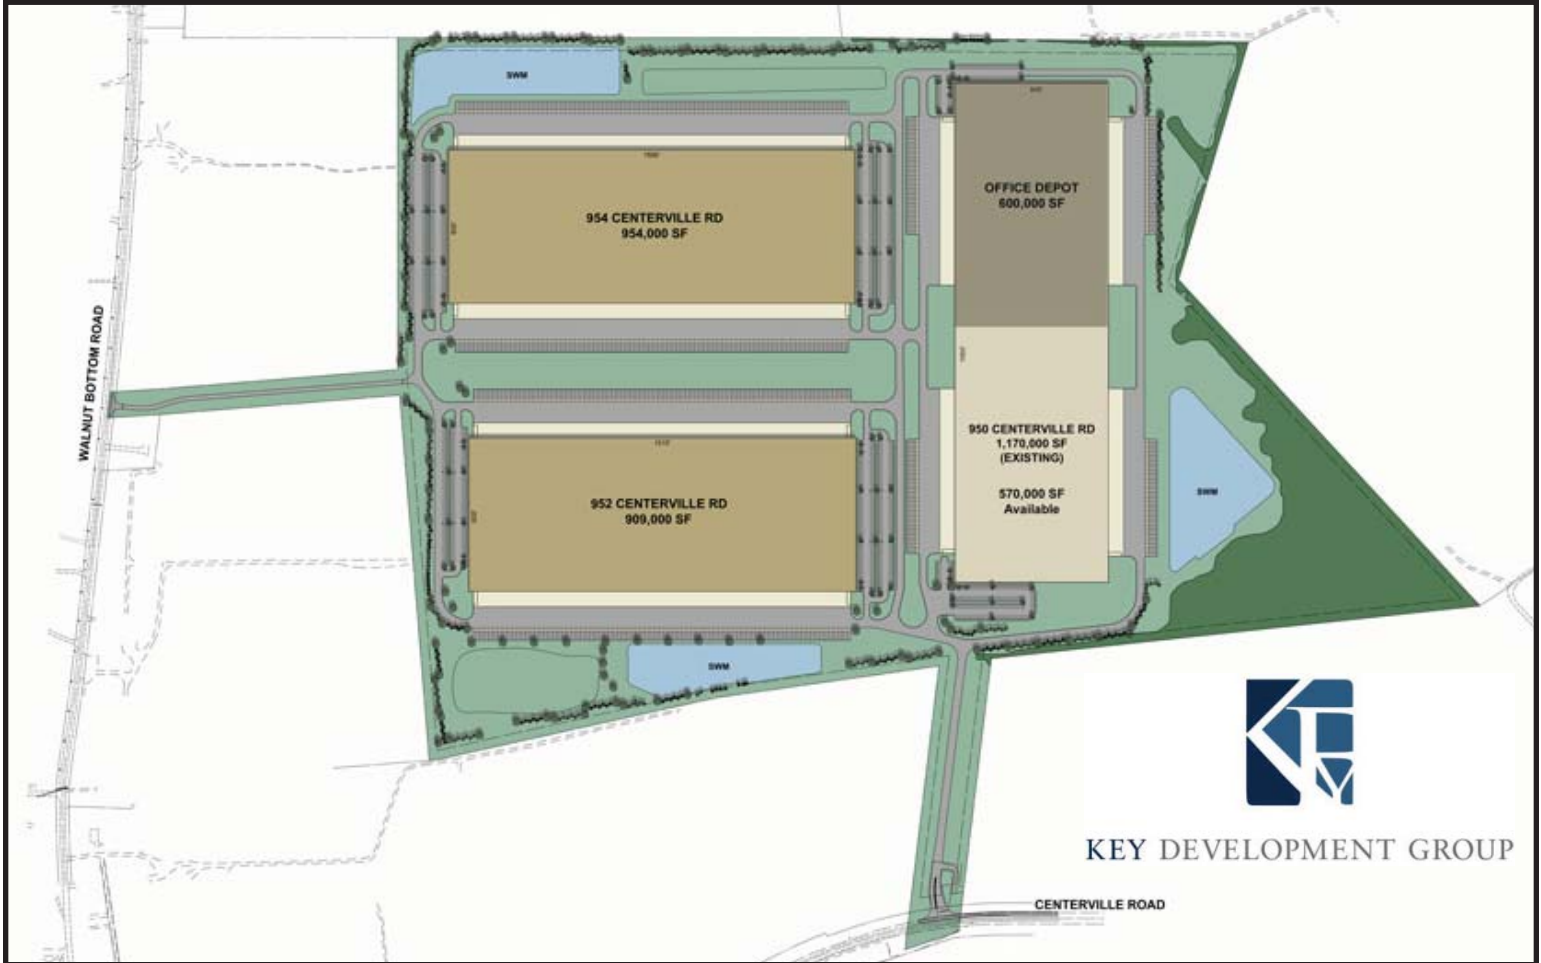 SWM
954 CENTERVILLE RD
954,000 SF
OFFICE DEPOT
600,000 SF
WALNUT BOTTOM ROAD
950 CENTERVILLE RD
1,170,000 SF
(EXISTING)
570,000 SF
Available
952 CENTERVILLE RD
909,000 SF
SWM
SWM
KEY
KEY DEVELOPMENT GROUP
CENTERVILLE ROAD